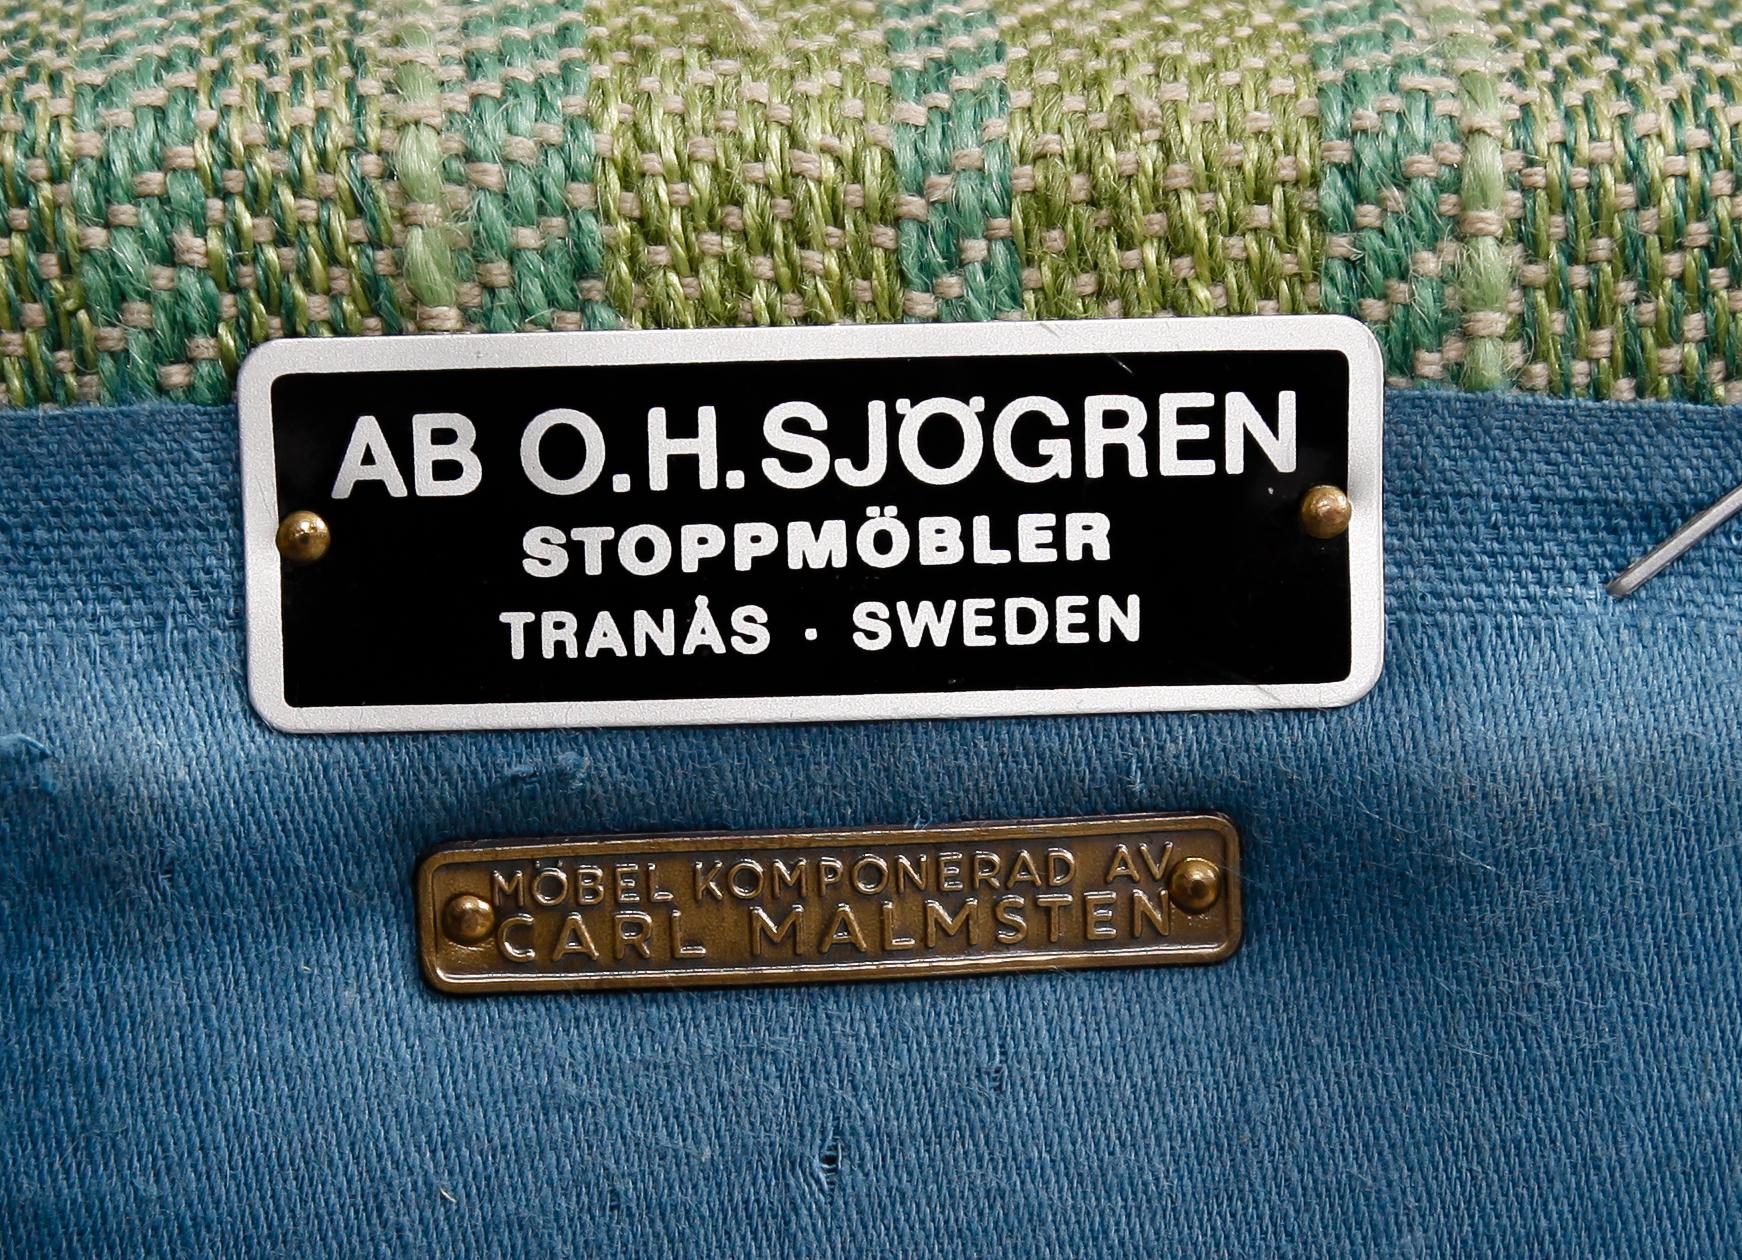 AB O.H.SJÖGREN
STOPPMÖBLER
TRANÅS · SWEDEN
MÖBEL KOMPONERAD AV
CARL MALMSTEN